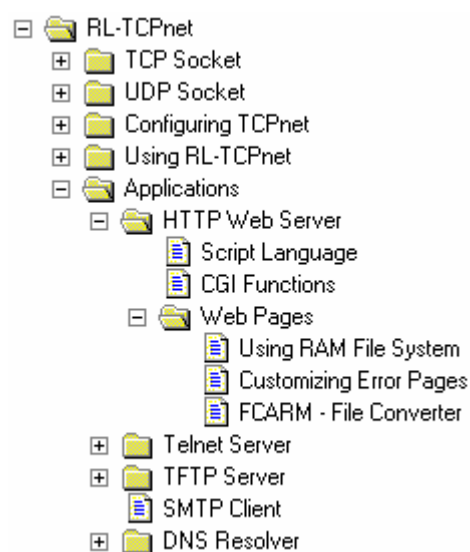 RL-TCPnet
TCP Socket
UDP Socket
Configuring TCPnet
Using RL-TCPnet
Applications
HTTP Web Server
Script Language
CGI Functions
Web Pages
Using RAM File System
Customizing Error Pages
FCARM - File Converter
Telnet Server
TFTP Server
SMTP Client
DNS Resolver